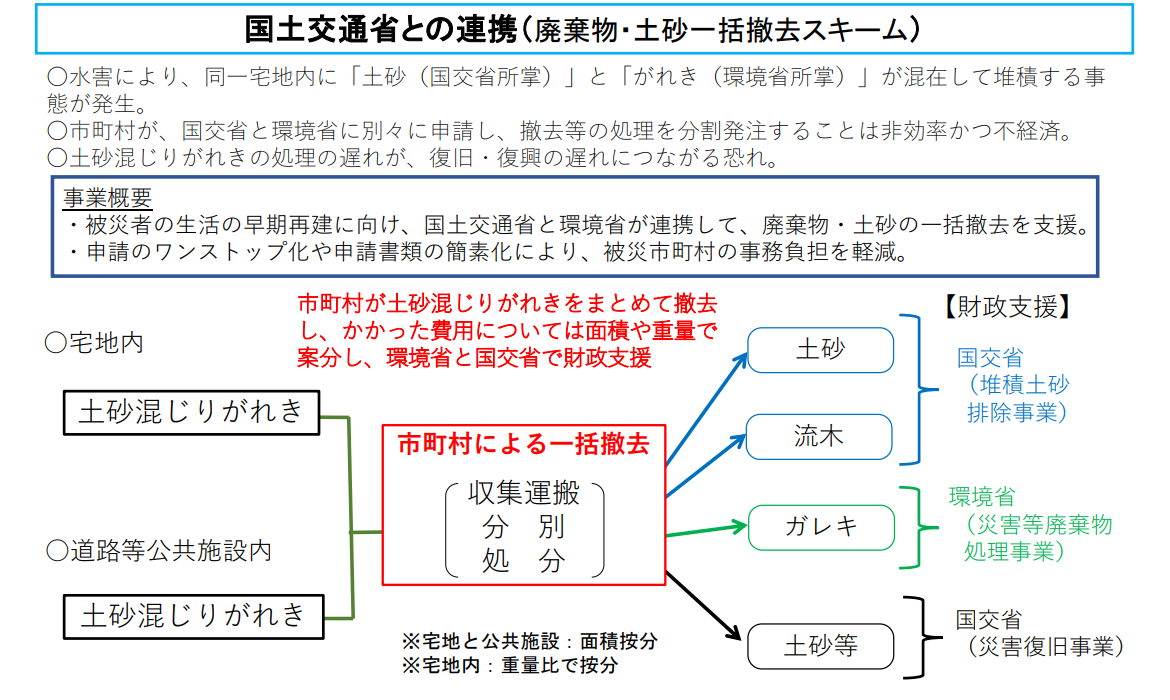 国土交通省との連携（廃棄物・土砂一括撤去スキーム）
○水害により、同一宅地内に「土砂（国交省所掌）」と「がれき（環境省所掌）」が混在して堆積する事
態が発生。
○市町村が、国交省と環境省に別々に申請し、撤去等の処理を分割発注することは非効率かつ不経済。
○土砂混じりがれきの処理の遅れが、復旧・復興の遅れにつながる恐れ。
事業概要
・被災者の生活の早期再建に向け、国土交通省と環境省が連携して、廃棄物・土砂の一括撤去を支援。
・申請のワンストップ化や申請書類の簡素化により、被災市町村の事務負担を軽減。
市町村が土砂混じりがれきをまとめて撤去
し、かかった費用については面積や重量で
案分し、環境省と国交省で財政支援
○宅地内
土砂混じりがれき
○道路等公共施設内
土砂混じりがれき
市町村による一括撤去
収集運搬
分　別
処　分
※宅地と公共施設：面積按分
※宅地内：重量比で按分
土砂
流木
ガレキ
土砂等
【財政支援】
国交省
（堆積土砂
排除事業）
環境省
（災害等廃棄物
処理事業）
国交省
（災害復旧事業）